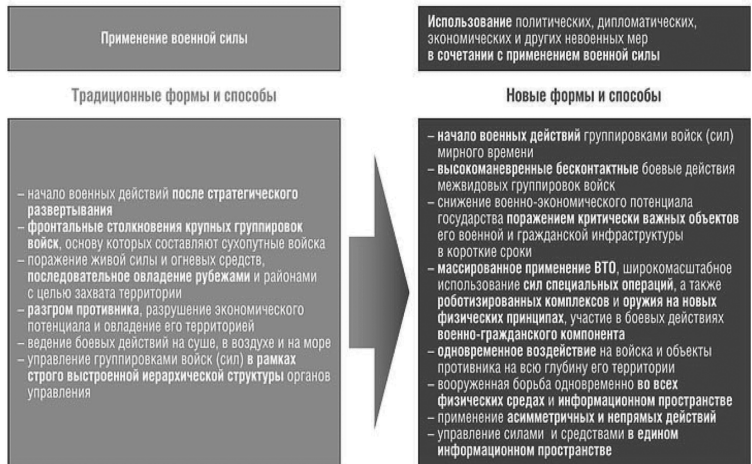 Применение военной силы
Использование политических, дипломатических,
экономических и других невоенных мер
в сочетании с применением военной силы
Традиционные формы и способы
Новые формы и способы
– начало военных действий после стратегического
развертывания
– фронтальные столкновения крупных группировок
войск, основу которых составляют сухопутные войска
– поражение живой силы и огневых средств,
последовательное овладение рубежами и районами
с целью захвата территории
– разгром противника, разрушение экономического
потенциала и овладение его территорией
– ведение боевых действий на суше, в воздухе и на море
– управление группировками войск (сил) в рамках
строго выстроенной иерархической структуры органов
управления
– начало военных действий группировками войск (сил)
мирного времени
– высокоманевренные бесконтактные боевые действия
межвидовых группировок войск
– снижение военно-экономического потенциала
государства поражением критически важных объектов
его военной и гражданской инфраструктуры
в короткие сроки
– массированное применение ВТО, широкомасштабное
использование сил специальных операций, а также
роботизированных комплексов и оружия на новых
физических принципах, участие в боевых действиях
военно-гражданского компонента
– одновременное воздействие на войска и объекты
противника на всю глубину его территории
– вооруженная борьба одновременно во всех
физических средах и информационном пространстве
– применение асимметричных и непрямых действий
– управление силами и средствами в едином
информационном пространстве